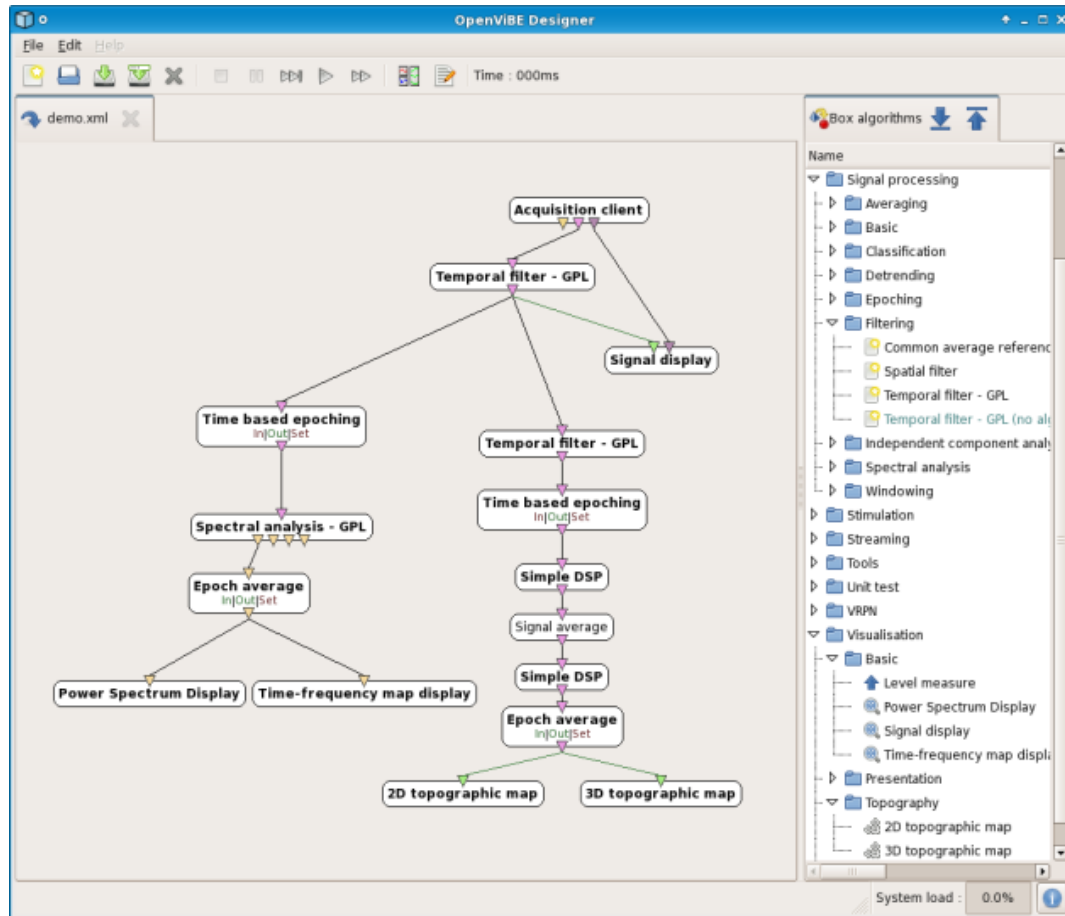 OpenViBE Designer
File Edit Help
Time : 000ms
demo.xml
Acquisition client
Temporal filter - GPL
Signal display
Time based epoching
In|Out|Set
Temporal filter - GPL
Time based epoching
In|Out|Set
Spectral analysis - GPL
Epoch average
In|Out|Set
Simple DSP
Signal average
Simple DSP
Power Spectrum Display
Time-frequency map display
Epoch average
In|Out|Set
2D topographic map
3D topographic map
Box algorithms
Name
Signal processing
Averaging
Basic
Classification
Detrending
Epoching
Filtering
Common average referenc
Spatial filter
Temporal filter - GPL
Temporal filter - GPL (no alg
Independent component analy
Spectral analysis
Windowing
Stimulation
Streaming
Tools
Unit test
VRPN
Visualisation
Basic
Level measure
Power Spectrum Display
Signal display
Time-frequency map displa
Presentation
Topography
2D topographic map
3D topographic map
System load : 0.0%